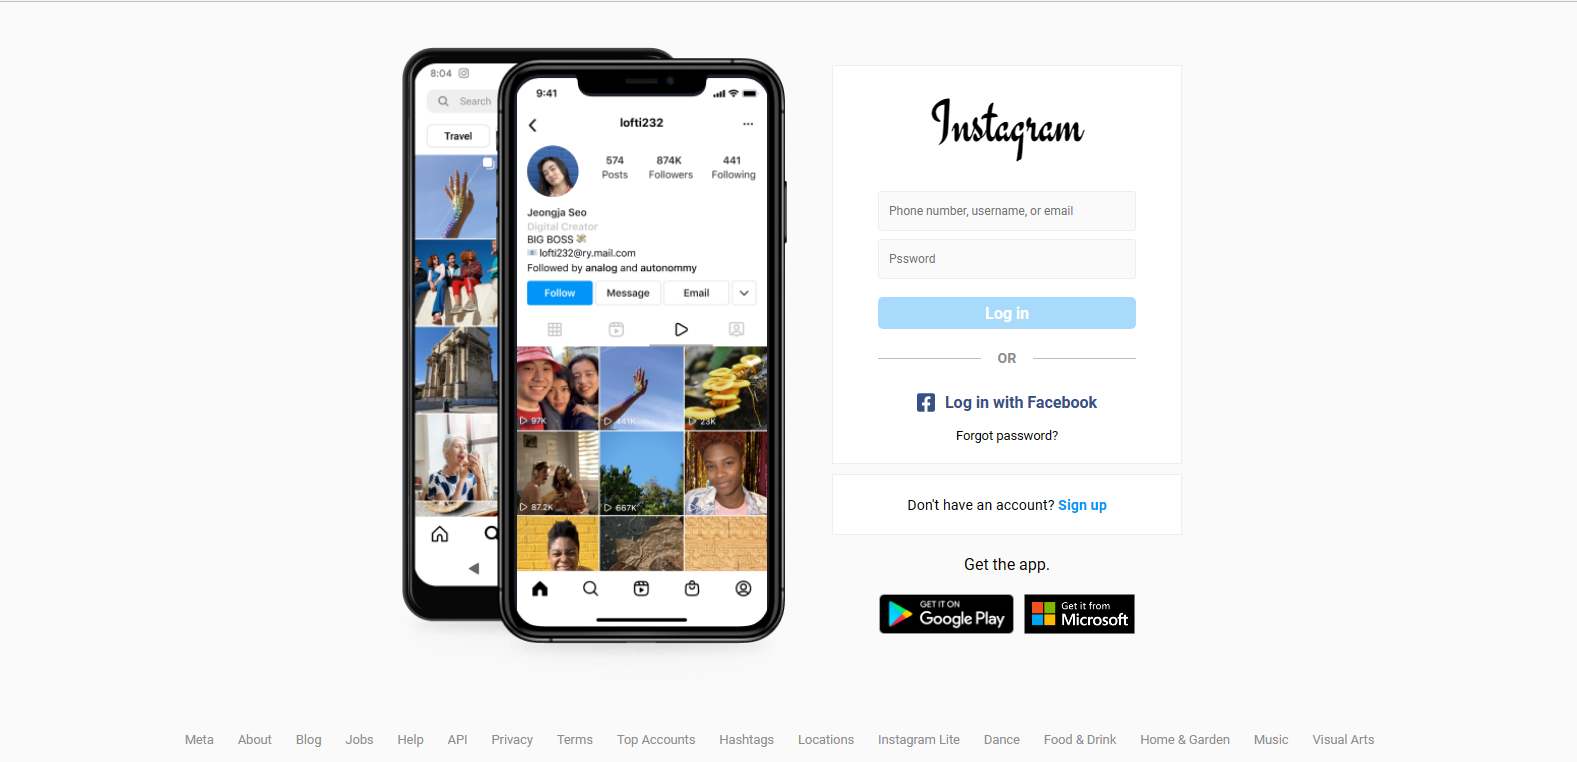 8:04
Search
Travel
9:41
lofti232
574 874K 441
Posts Followers Following
Jeongja Seo
Digital Creator
BIG BOSS 💸
📧 lofti232@ry.mail.com
Followed by analog and autonommy
Follow Message Email
97K 441K 23K
87.2K 667K
Instagram
Phone number, username, or email
Pssword
Log in
OR
Log in with Facebook
Forgot password?
Don't have an account? Sign up
Get the app.
GET IT ON
Google Play
Get it from
Microsoft
Meta About Blog Jobs Help API Privacy Terms Top Accounts Hashtags Locations Instagram Lite Dance Food & Drink Home & Garden Music Visual Arts